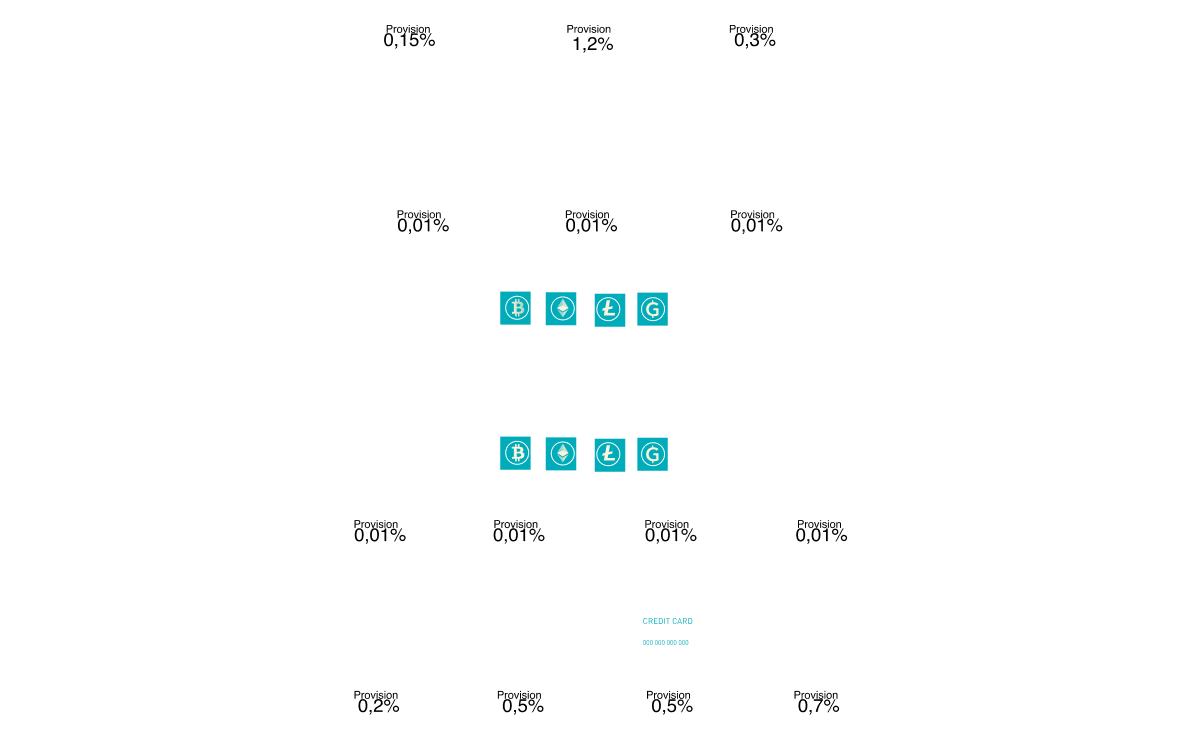 Provision
0,15%
Provision
1,2%
Provision
0,3%
Provision
0,01%
Provision
0,01%
Provision
0,01%
Provision
0,01%
Provision
0,01%
Provision
0,01%
Provision
0,01%
CREDIT CARD
000 000 000 000
Provision
0,2%
Provision
0,5%
Provision
0,5%
Provision
0,7%